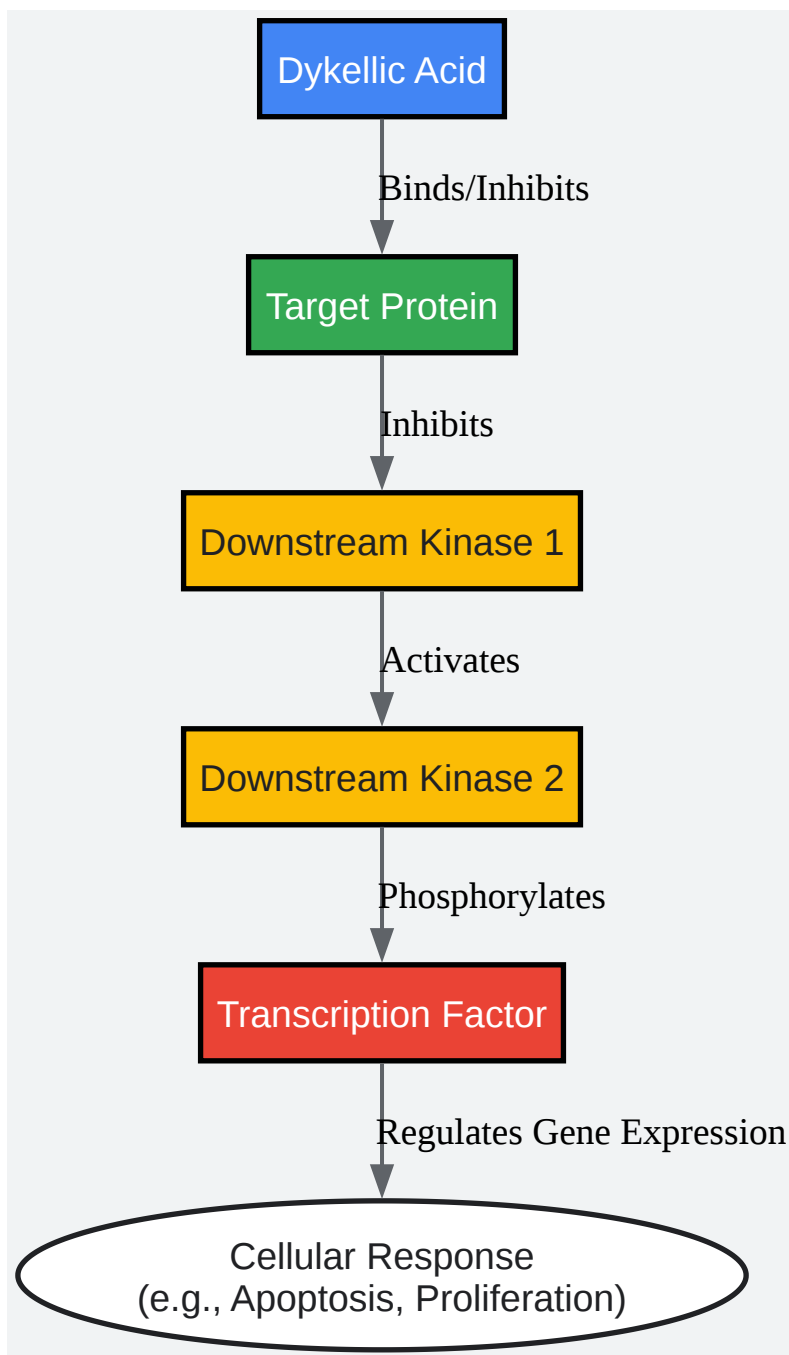 Dykellic Acid
Binds/Inhibits
Target Protein
Inhibits
Downstream Kinase 1
Activates
Downstream Kinase 2
Phosphorylates
Transcription Factor
Regulates Gene Expression
Cellular Response
(e.g., Apoptosis, Proliferation)